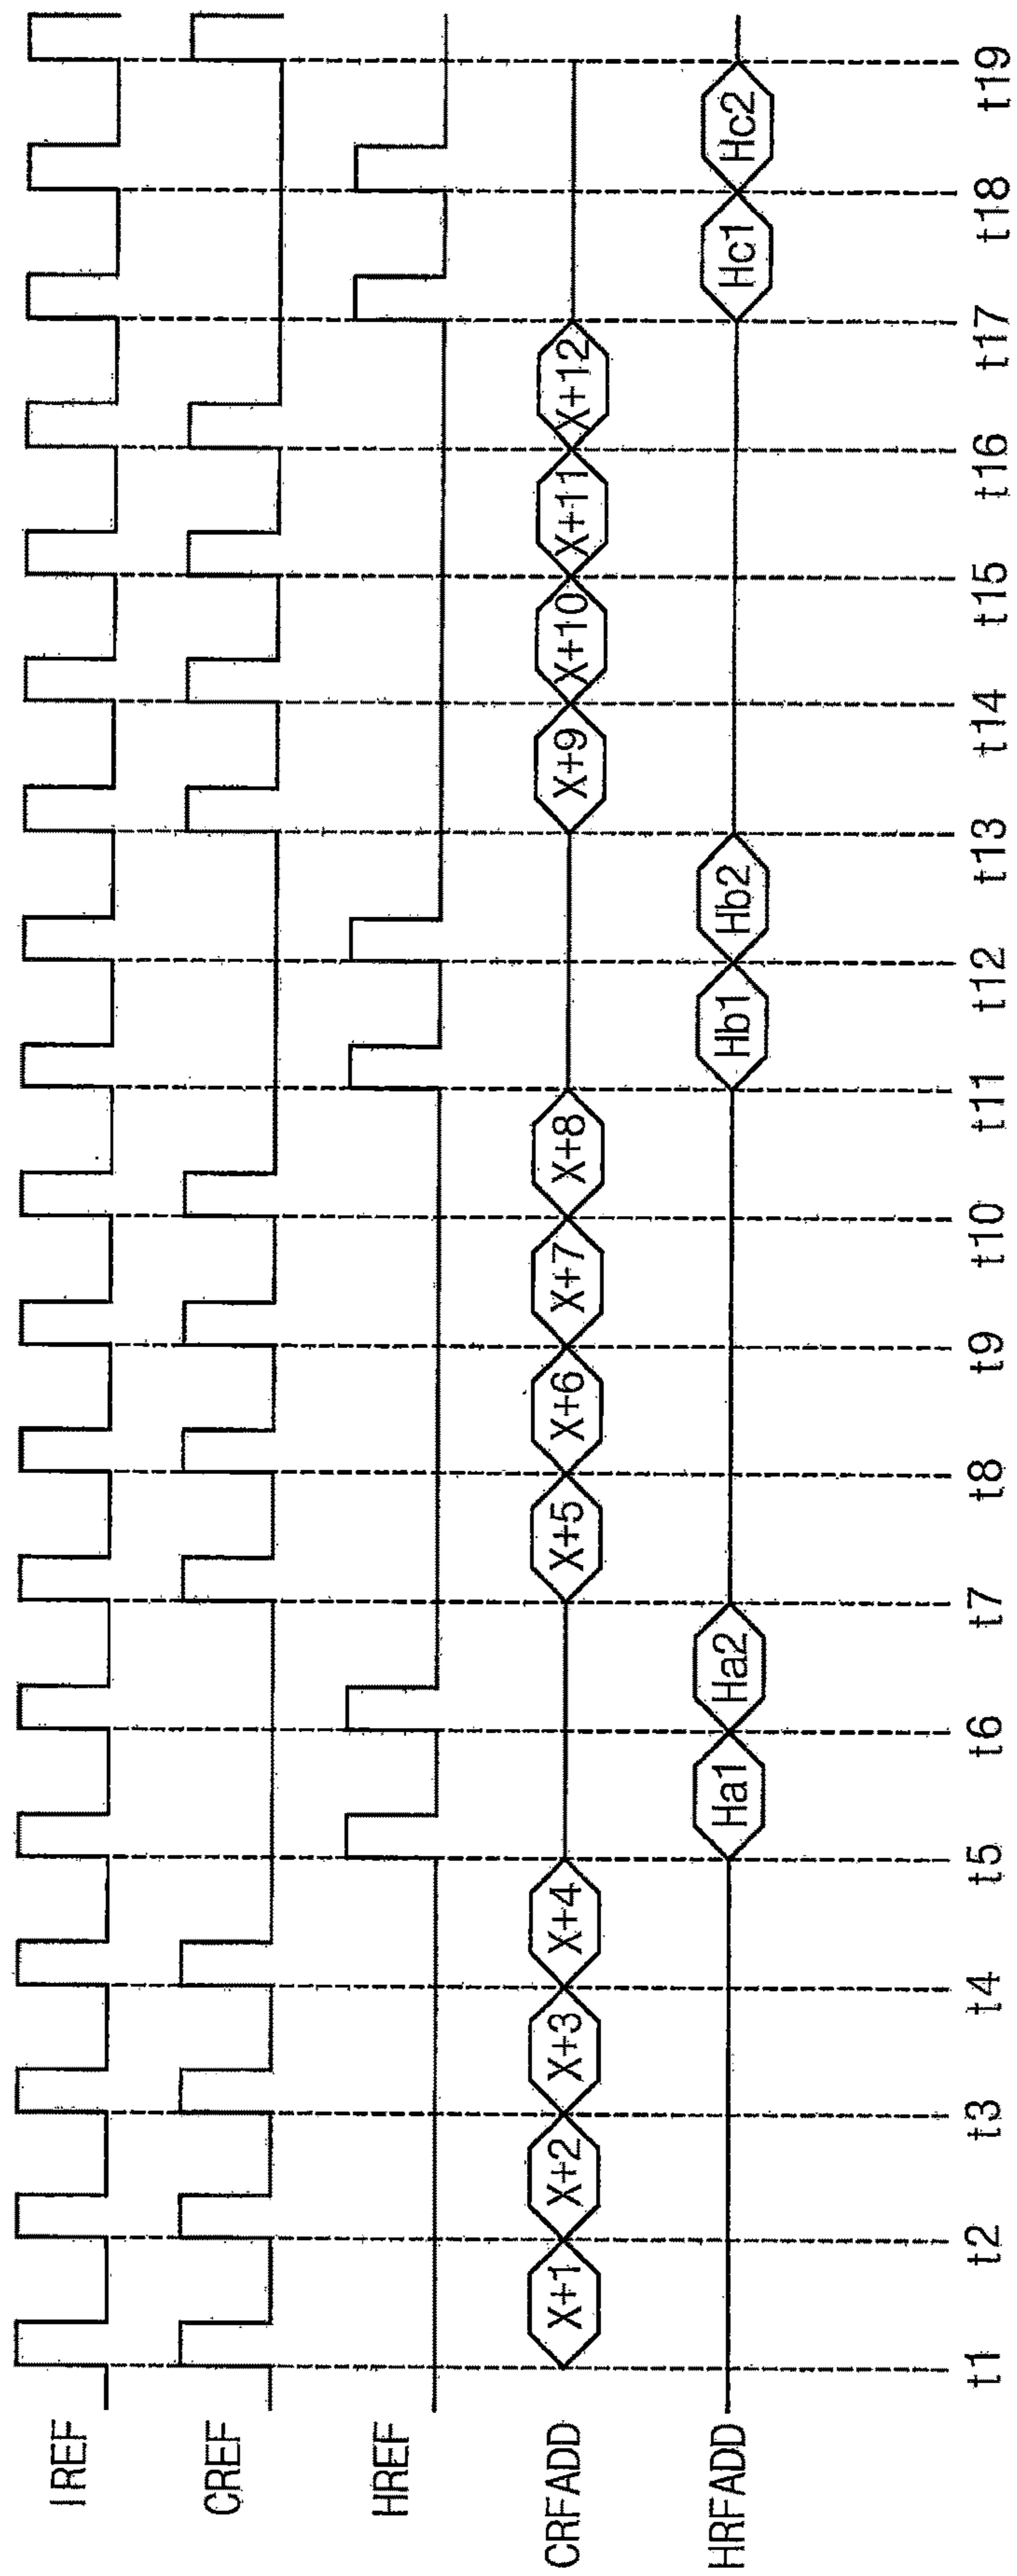 IREF
CREF
HREF
CRFADD X+1 X+2 X+3 X+4 X+5 X+6 X+7 X+8 X+9 X+10 X+11 X+12
HRFADD Ha1 Ha2 Hb1 Hb2 Hc1 Hc2
t1 t2 t3 t4 t5 t6 t7 t8 t9 t10 t11 t12 t13 t14 t15 t16 t17 t18 t19